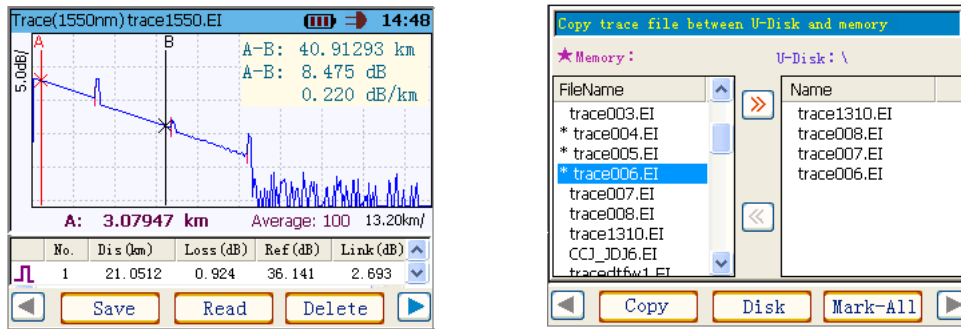 Trace(1550nm) trace1550.EI 14:48
A B
A-B: 40.91293 km
A-B: 8.475 dB
0.220 dB/km
5.0dB/
A: 3.07947 km Average: 100 13.20km/
No. Dis(km) Loss(dB) Ref(dB) Link(dB)
1 21.0512 0.924 36.141 2.693
Save Read Delete
Copy trace file between U-Disk and memory
★Memory: U-Disk:\
FileName
trace003.EI
* trace004.EI
* trace005.EI
* trace006.EI
trace007.EI
trace008.EI
trace1310.EI
CCJ_JDJ6.EI
tracedtfw1.EI
Name
trace1310.EI
trace008.EI
trace007.EI
trace006.EI
Copy Disk Mark-All